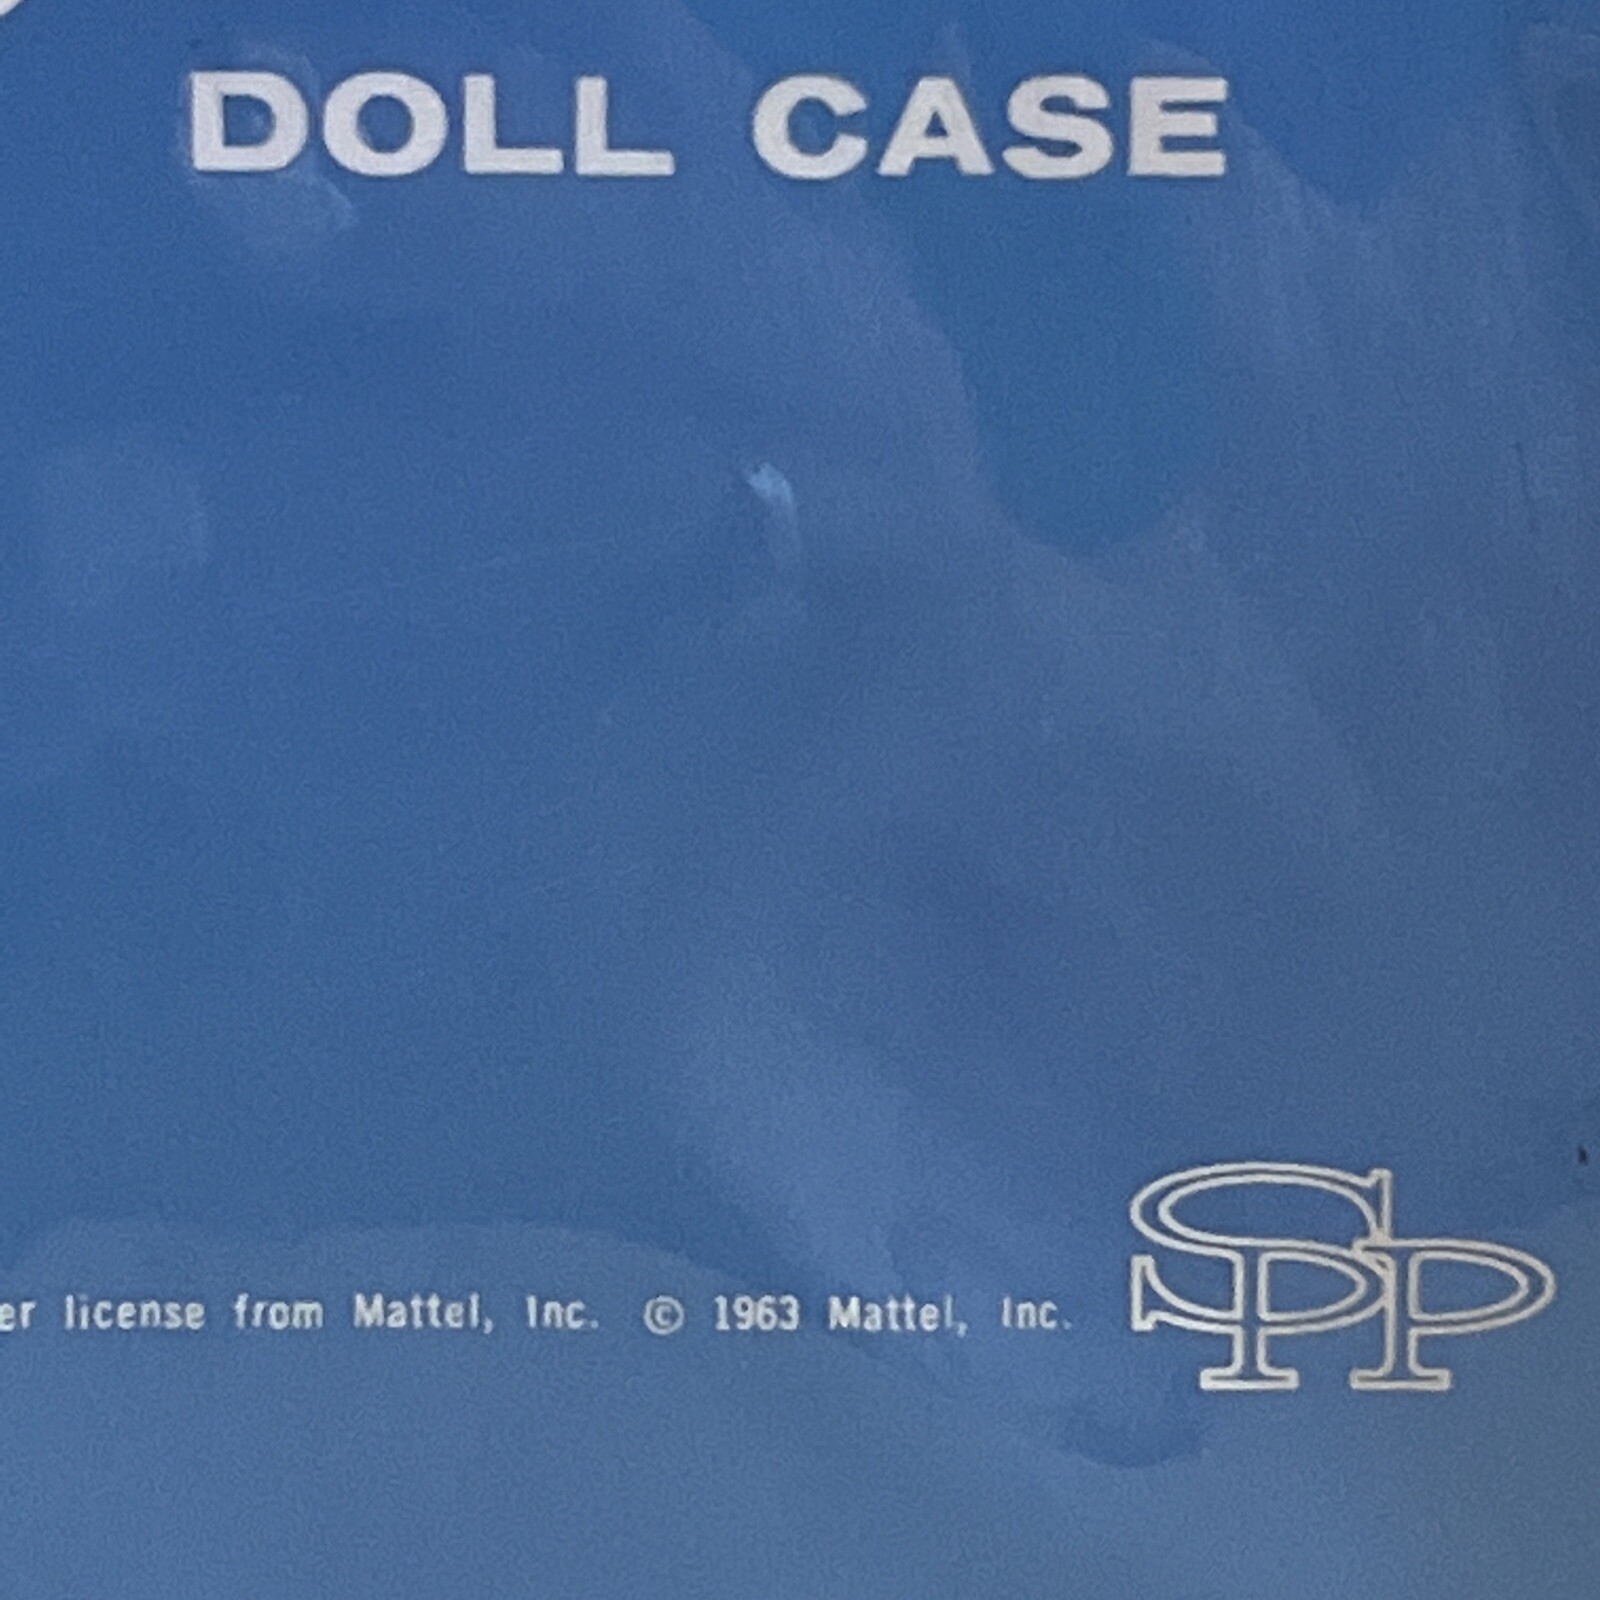 DOLL CASE
er license from Mattel, Inc. © 1963 Mattel, Inc.
SPP